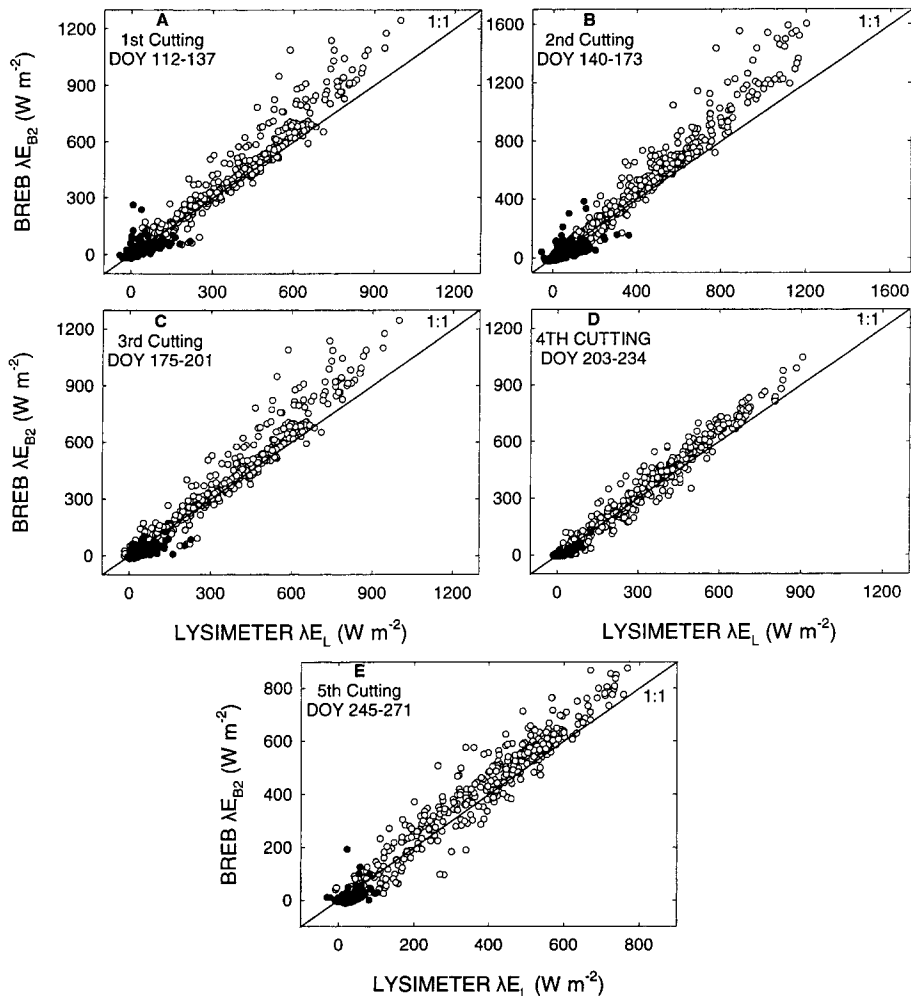 A
1st Cutting
DOY 112-137
1:1
BREB λE_B2 (W m⁻²)
1200
900
600
300
0
0 300 600 900 1200
B
2nd Cutting
DOY 140-173
1:1
1600
1200
800
400
0
0 400 800 1200 1600
C
3rd Cutting
DOY 175-201
1:1
BREB λE_B2 (W m⁻²)
1200
900
600
300
0
0 300 600 900 1200
LYSIMETER λE_L (W m⁻²)
D
4TH CUTTING
DOY 203-234
1:1
1200
900
600
300
0
0 300 600 900 1200
LYSIMETER λE_L (W m⁻²)
E
5th Cutting
DOY 245-271
1:1
BREB λE_B2 (W m⁻²)
800
600
400
200
0
0 200 400 600 800
LYSIMETER λE_L (W m⁻²)